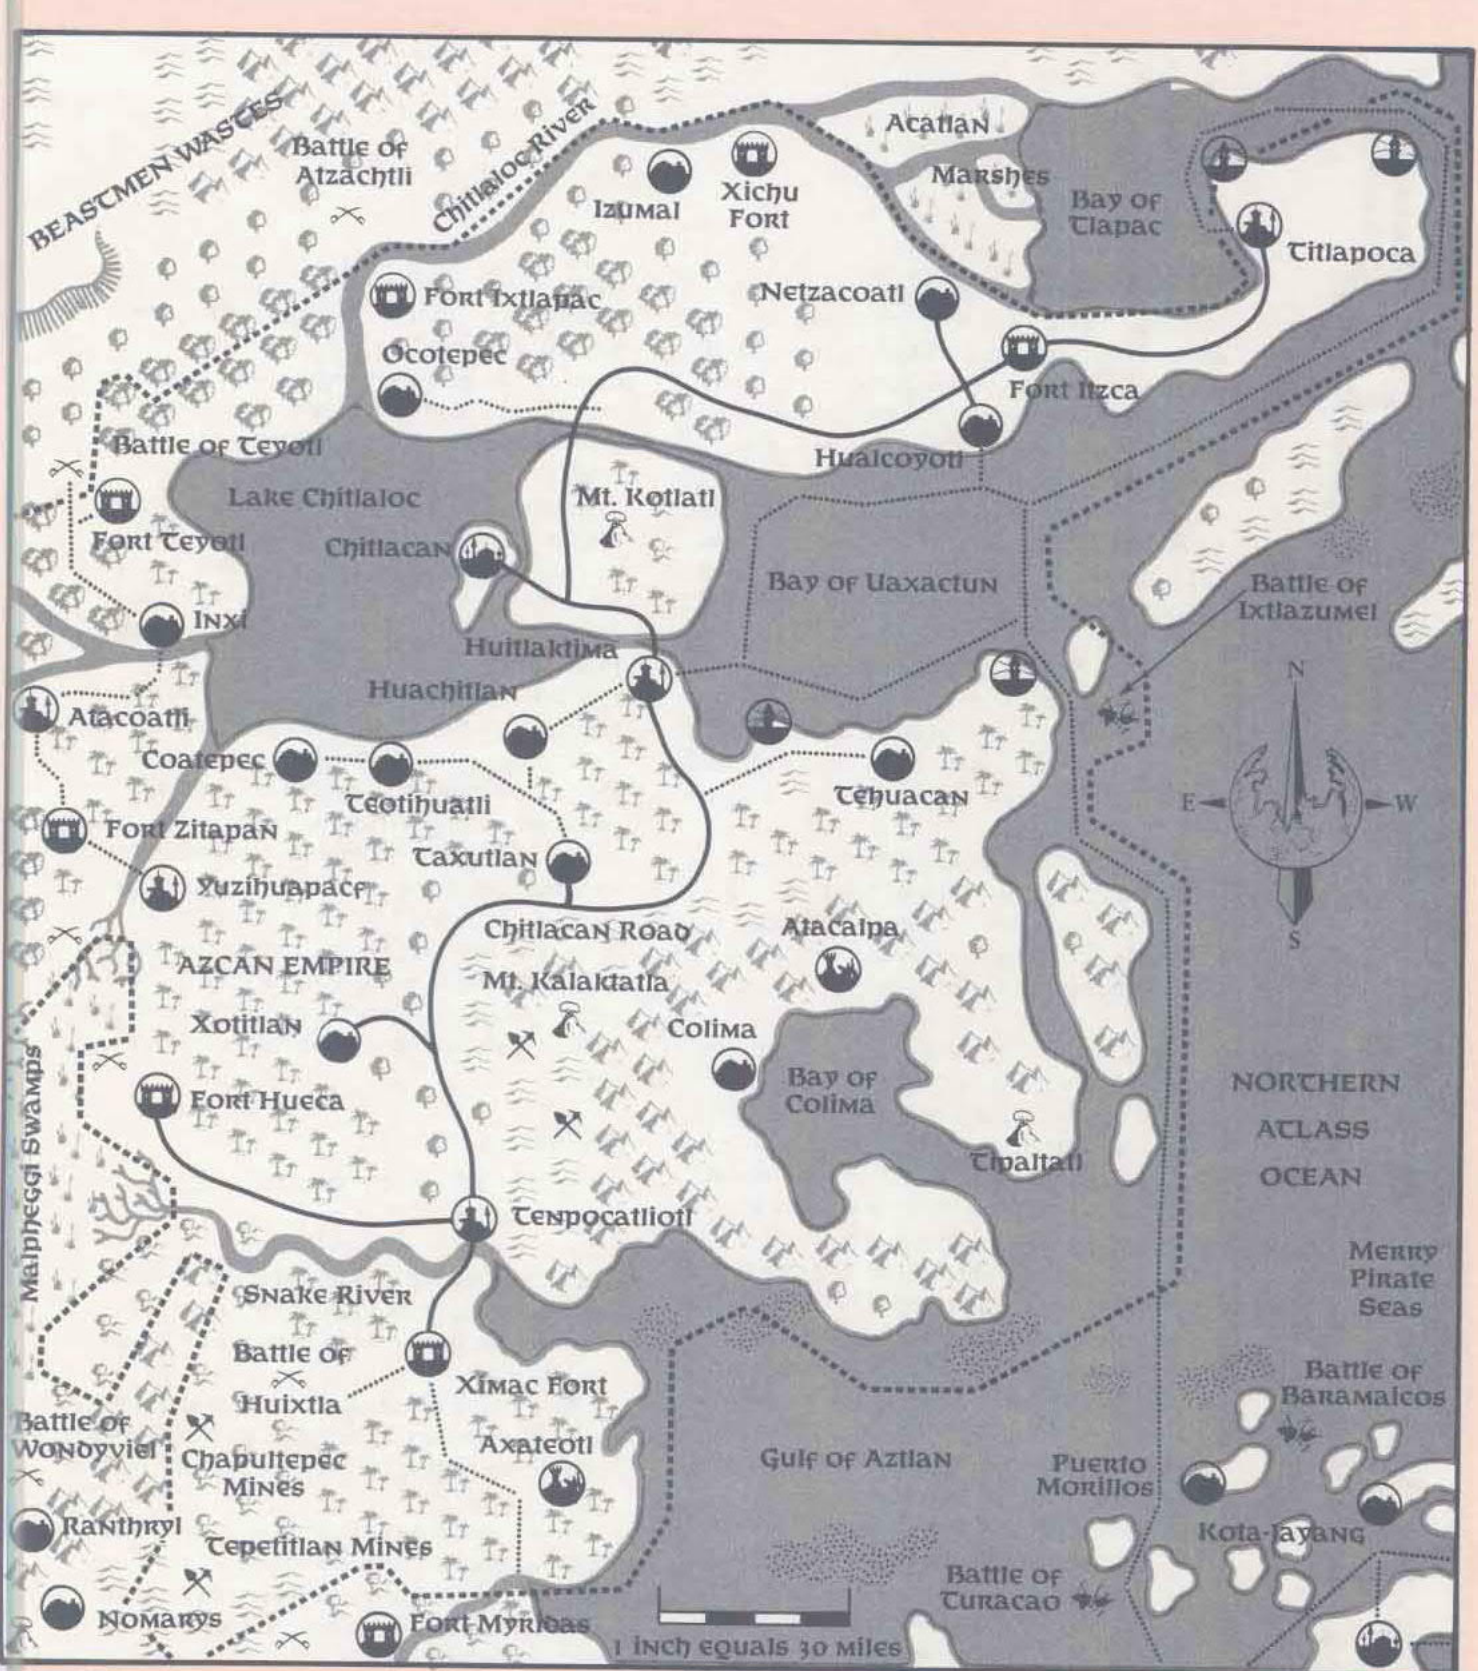 BEASTMEN WASTES
Battle of
Atzachtli
Chitlaloc River
Izumal
Xichu
Fort
Acatlan
Marshes
Bay of
Tlapac
Titlapoca
Fort Ixtlapac
Netzacoatl
Ocotepec
Fort Itzca
Battle of Teyotl
Hualcoyotl
Lake Chitlaloc
Mt. Kotlatl
Fort Teyotl
Chitlacan
Bay of Uaxactun
Battle of
Ixtlazumel
Inxi
Huitlaktima
Huachitlan
N
Atacoatli
Coatepec
Teotihuatli
Tehuacan
E
W
Fort Zitapan
Taxutlan
Yuzihuapace
Chitlacan Road
Atacalpa
S
AZCAN EMPIRE
Mt. Kalaktatla
Xotitlan
Colima
Bay of
Colima
Fort Hueca
NORTHERN
ATLASS
OCEAN
Malpheggi Swamps
Tipaltatl
Tenpocatliotl
Merry
Pirate
Seas
Snake River
Battle of
Huixtla
Ximac Fort
Battle of
Baramalcos
Battle of
Wondyviel
Chapultepec
Mines
Axateotl
Gulf of Aztlan
Puerto
Morillos
Ranthryl
Tepetitlan Mines
Kota-Jayang
Battle of
Curacao
Nomarys
Fort Myridas
1 inch equals 30 miles